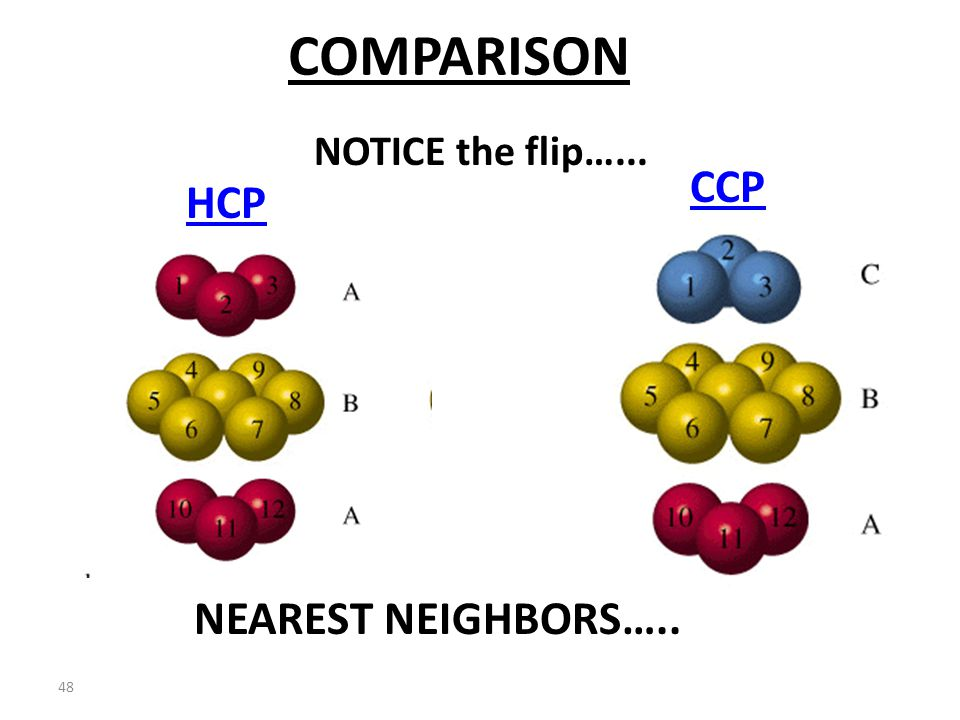 COMPARISON
NOTICE the flip…...
HCP
CCP
1 2 3 A
4 9
5 8 B
6 7
10 11 12 A
2 C
1 3
4 9
5 8 B
6 7
10 11 12 A
NEAREST NEIGHBORS…..
48